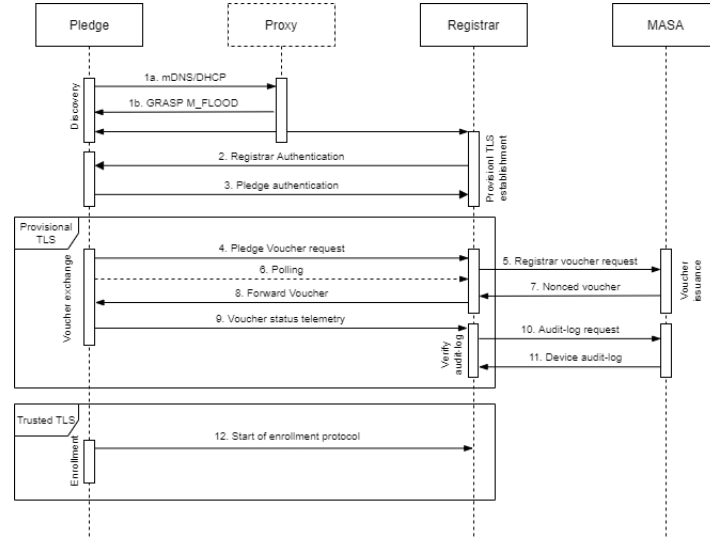 Pledge
Proxy
Registrar
MASA
Discovery
1a. mDNS/DHCP
1b. GRASP M_FLOOD
2. Registrar Authentication
3. Pledge authentication
Provisionl TLS
establishment
Provisional
TLS
Voucher exchange
4. Pledge Voucher request
5. Registrar voucher request
6. Polling
7. Nonced voucher
8. Forward Voucher
Voucher
issuance
9. Voucher status telemetry
Verify
audit-log
10. Audit-log request
11. Device audit-log
Trusted TLS
Enrollment
12. Start of enrollment protocol